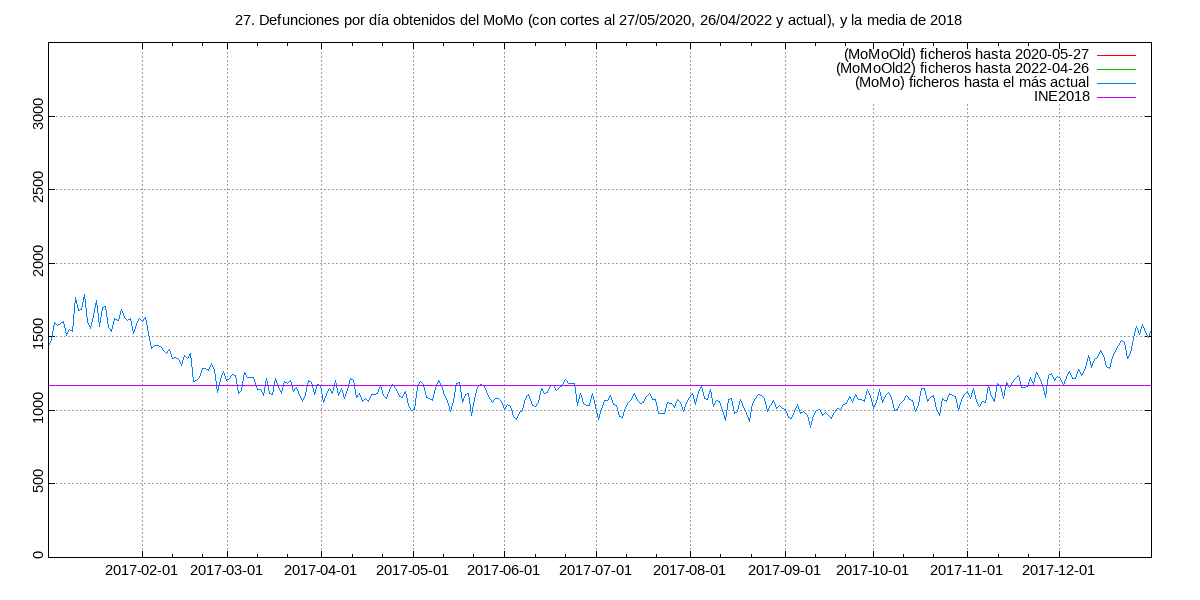 27. Defunciones por día obtenidos del MoMo (con cortes al 27/05/2020, 26/04/2022 y actual), y la media de 2018
(MoMoOld) ficheros hasta 2020-05-27
(MoMoOld2) ficheros hasta 2022-04-26
(MoMo) ficheros hasta el más actual
INE2018
3000
2500
2000
1500
1000
500
0
2017-02-01 2017-03-01 2017-04-01 2017-05-01 2017-06-01 2017-07-01 2017-08-01 2017-09-01 2017-10-01 2017-11-01 2017-12-01